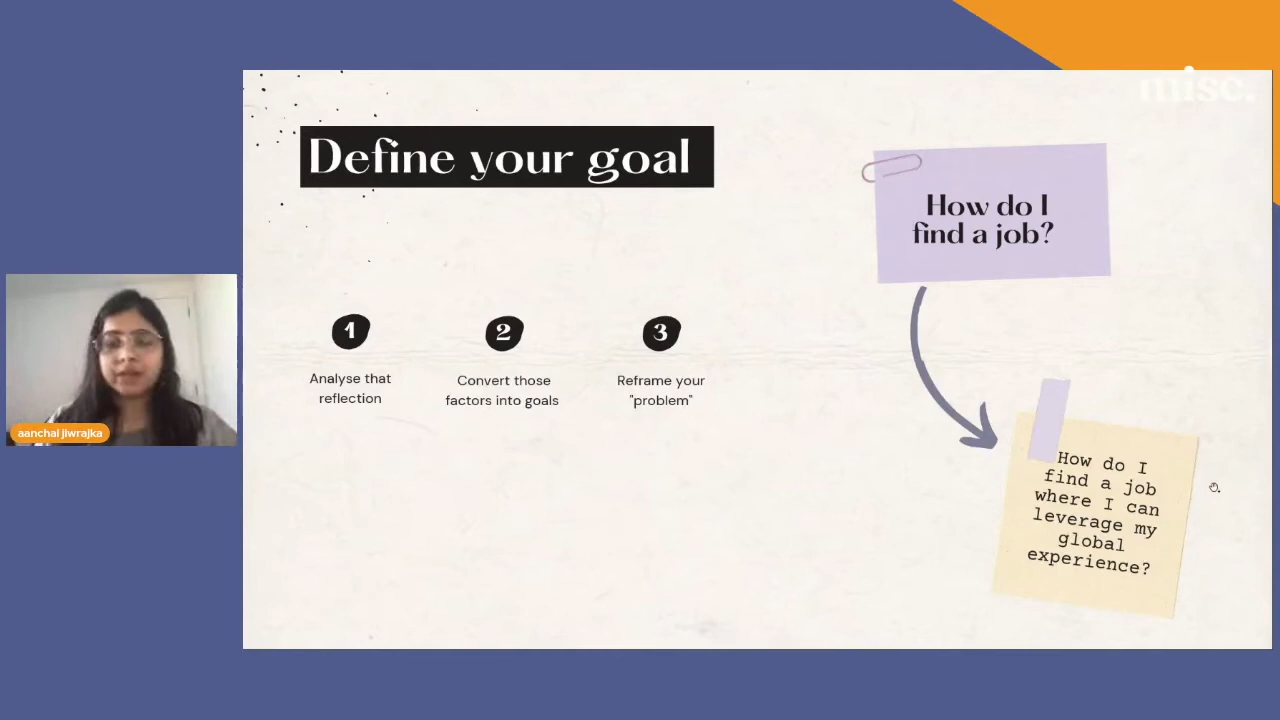 misc.
Define your goal
How do I
find a job?
1
2
3
Analyse that
reflection
Convert those
factors into goals
Reframe your
"problem"
How do I
find a job
where I can
leverage my
global
experience?
aanchal jiwrajka